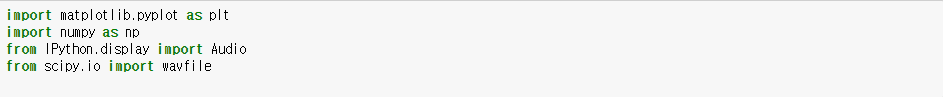 import matplotlib.pyplot as plt
import numpy as np
from IPython.display import Audio
from scipy.io import wavfile